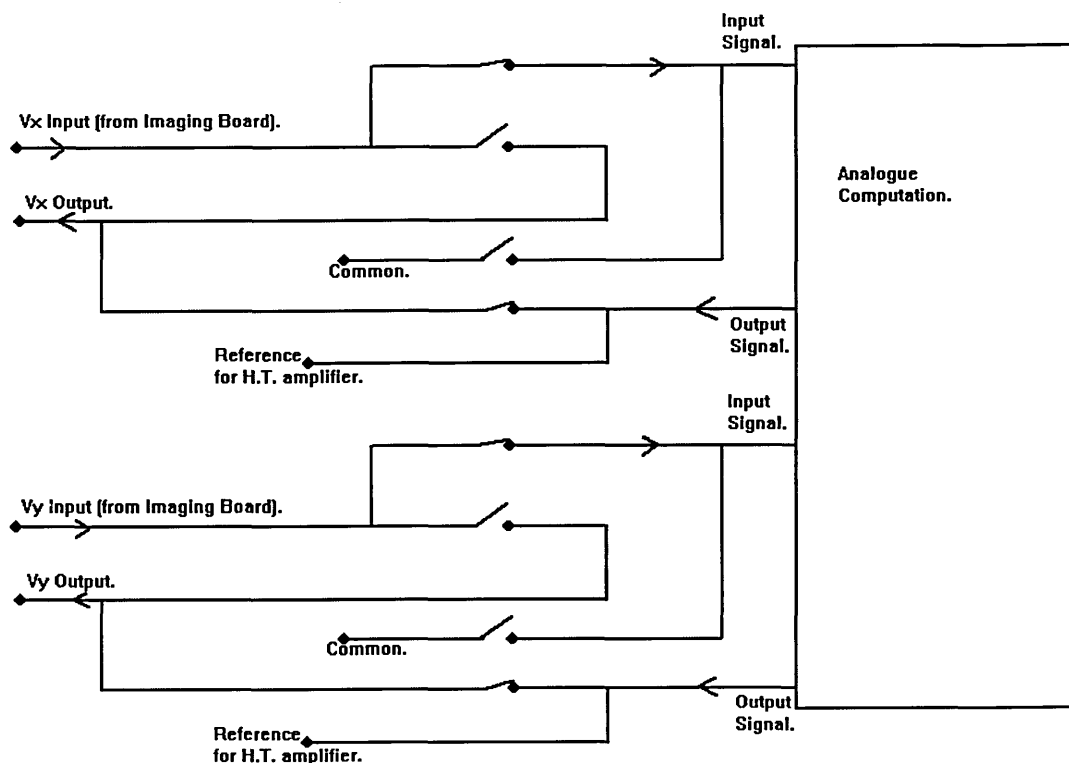 Input
Signal.
Vx Input (from Imaging Board).
Analogue
Computation.
Vx Output.
Common.
Output
Signal.
Reference
for H.T. amplifier.
Input
Signal.
Vy Input (from Imaging Board).
Vy Output.
Common.
Output
Signal.
Reference
for H.T. amplifier.